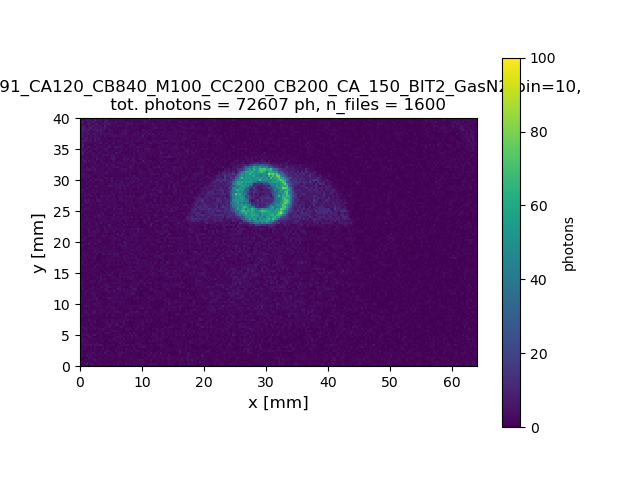 91_CA120_CB840_M100_CC200_CB200_CA_150_BIT2_GasN2 bin=10,
tot. photons = 72607 ph, n_files = 1600
100
80
60
40
20
0
photons
40
35
30
25
20
15
10
5
0
y [mm]
0 10 20 30 40 50 60
x [mm]